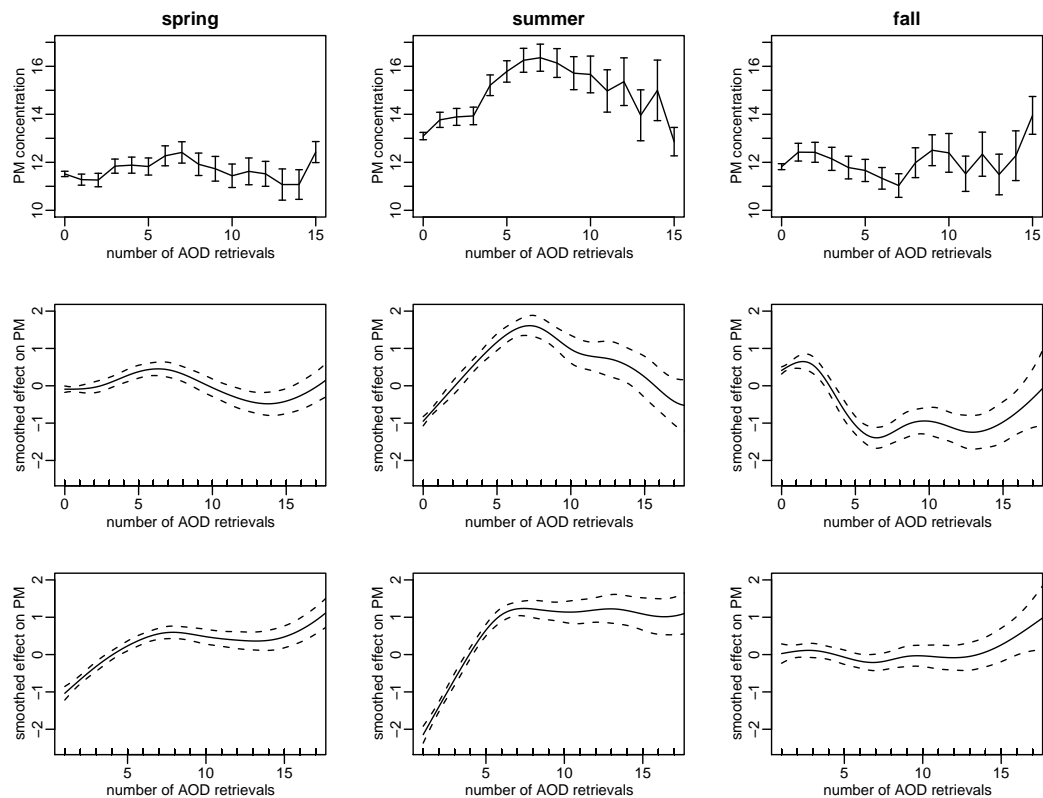 spring summer fall
PM concentration
10 12 14 16
0 5 10 15
number of AOD retrievals
PM concentration
10 12 14 16
0 5 10 15
number of AOD retrievals
PM concentration
10 12 14 16
0 5 10 15
number of AOD retrievals
smoothed effect on PM
−2 −1 0 1 2
0 5 10 15
number of AOD retrievals
smoothed effect on PM
−2 −1 0 1 2
0 5 10 15
number of AOD retrievals
smoothed effect on PM
−2 −1 0 1 2
0 5 10 15
number of AOD retrievals
smoothed effect on PM
−2 −1 0 1 2
5 10 15
number of AOD retrievals
smoothed effect on PM
−2 −1 0 1 2
5 10 15
number of AOD retrievals
smoothed effect on PM
−2 −1 0 1 2
5 10 15
number of AOD retrievals